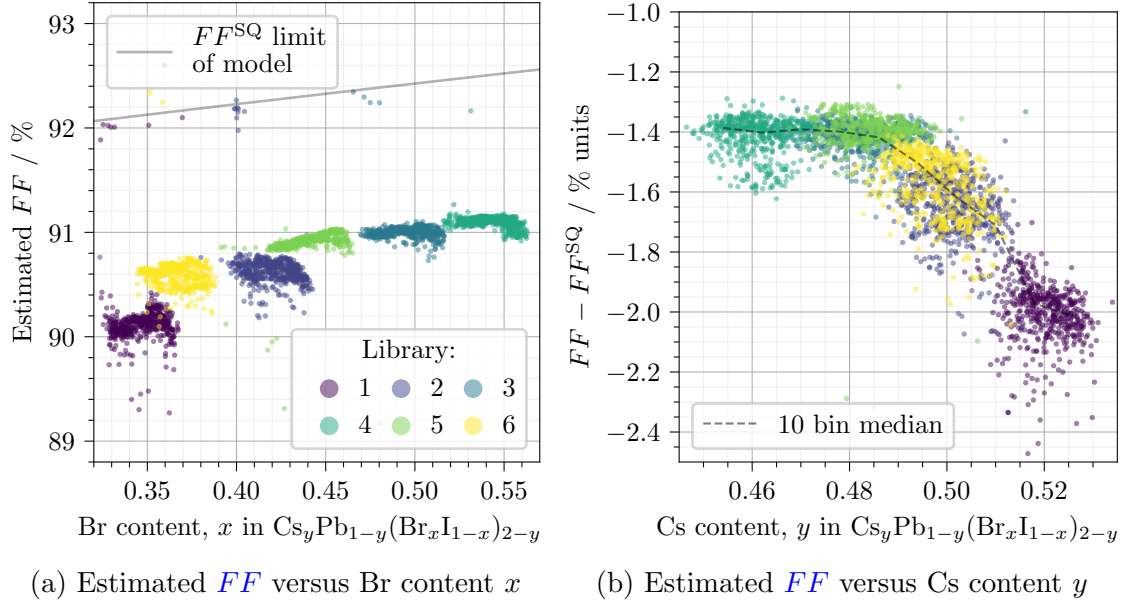 93%
92
91
90
89
Estimated FF / %
FF^SQ limit
of model
Library:
1 2 3
4 5 6
0.35 0.40 0.45 0.50 0.55
Br content, x in Cs_yPb_{1−y}(Br_xI_{1−x})_{2−y}
(a) Estimated FF versus Br content x
−1.0
−1.2
−1.4
−1.6
−1.8
−2.0
−2.2
−2.4
FF − FF^SQ / % units
10 bin median
0.46 0.48 0.50 0.52
Cs content, y in Cs_yPb_{1−y}(Br_xI_{1−x})_{2−y}
(b) Estimated FF versus Cs content y